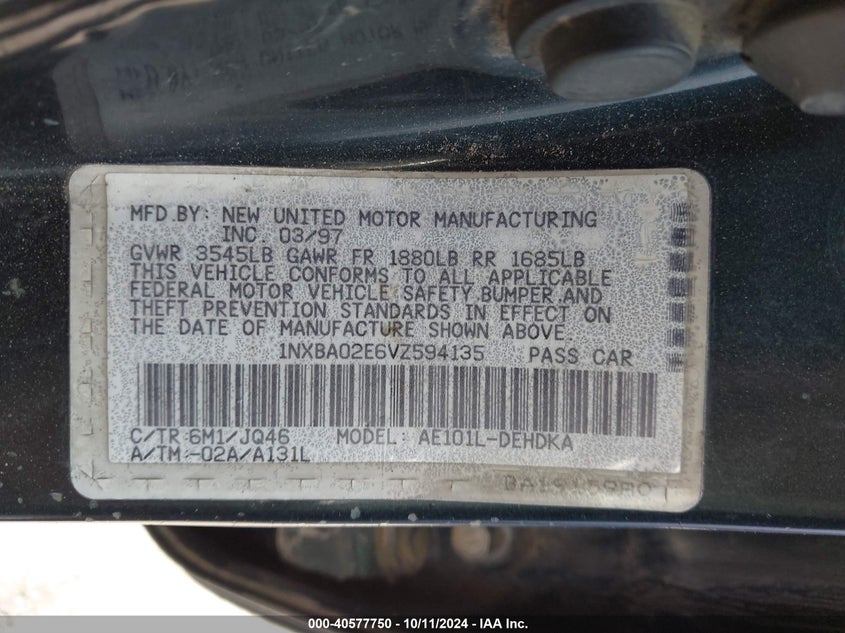 MFD.BY: NEW UNITED MOTOR MANUFACTURING
INC. 03/97
GVWR 3545LB GAWR FR 1880LB RR 1685LB
THIS VEHICLE CONFORMS TO ALL APPLICABLE
FEDERAL MOTOR VEHICLE SAFETY,BUMPER,AND
THEFT PREVENTION STANDARDS IN EFFECT ON
THE DATE OF MANUFACTURE SHOWN ABOVE.
1NXBA02E6VZ594135 PASS CAR
C/TR:6M1/JQ46 MODEL: AE101L-DEHDKA
A/TM:-02A/A131L
000-40577750 - 10/11/2024 - IAA Inc.